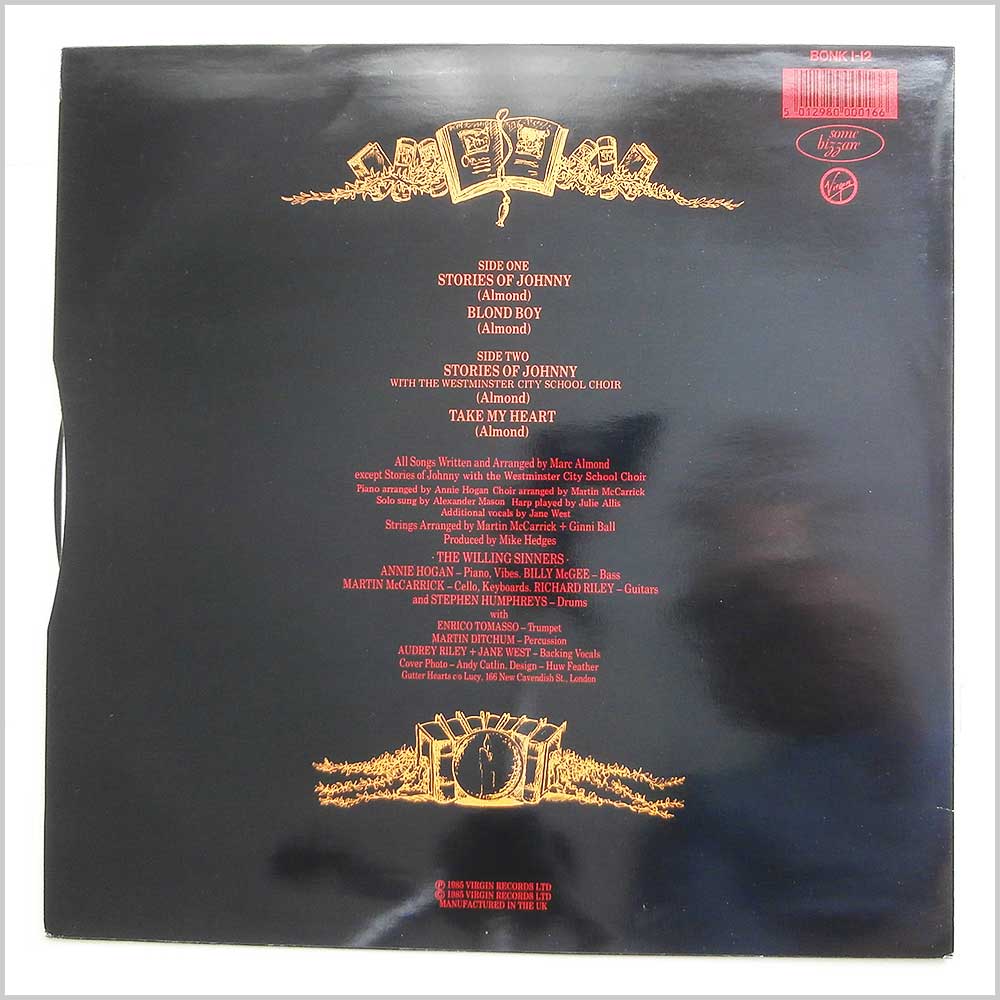 BONK 1-12
5 012980 000166
some
bizzare
Virgin
SIDE ONE
STORIES OF JOHNNY
(Almond)
BLOND BOY
(Almond)
SIDE TWO
STORIES OF JOHNNY
WITH THE WESTMINSTER CITY SCHOOL CHOIR
(Almond)
TAKE MY HEART
(Almond)
All Songs Written and Arranged by Marc Almond
except Stories of Johnny with the Westminster City School Choir
Piano arranged by Annie Hogan Choir arranged by Martin McCarrick
Solo sung by Alexander Mason Harp played by Julie Allis
Additional vocals by Jane West
Strings Arranged by Martin McCarrick + Ginni Ball
Produced by Mike Hedges
· THE WILLING SINNERS ·
ANNIE HOGAN – Piano, Vibes. BILLY McGEE – Bass
MARTIN McCARRICK – Cello, Keyboards. RICHARD RILEY – Guitars
and STEPHEN HUMPHREYS – Drums
with
ENRICO TOMASSO – Trumpet
MARTIN DITCHUM – Percussion
AUDREY RILEY + JANE WEST – Backing Vocals
Cover Photo – Andy Catlin. Design – Huw Feather
Gutter Hearts c/o Lucy, 166 New Cavendish St., London
℗ 1985 VIRGIN RECORDS LTD
© 1985 VIRGIN RECORDS LTD
MANUFACTURED IN THE UK